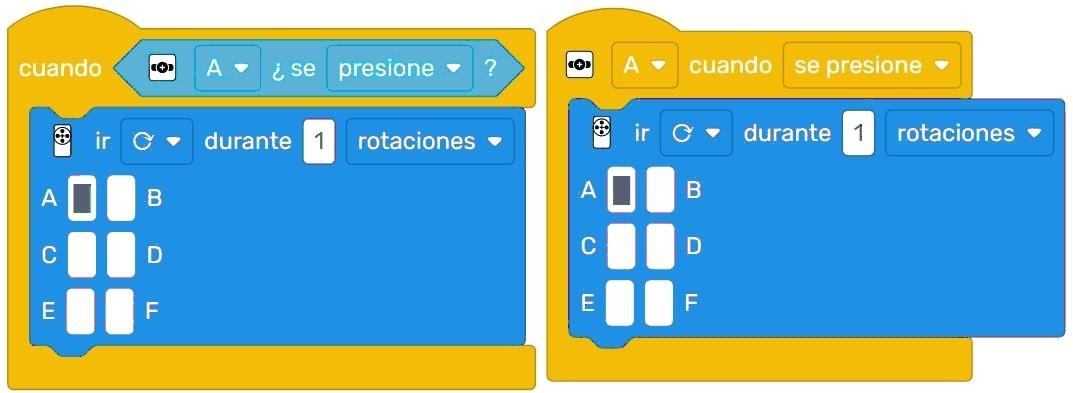 cuando A ¿ se presione ?
ir durante 1 rotaciones
A B
C D
E F
A cuando se presione
ir durante 1 rotaciones
A B
C D
E F